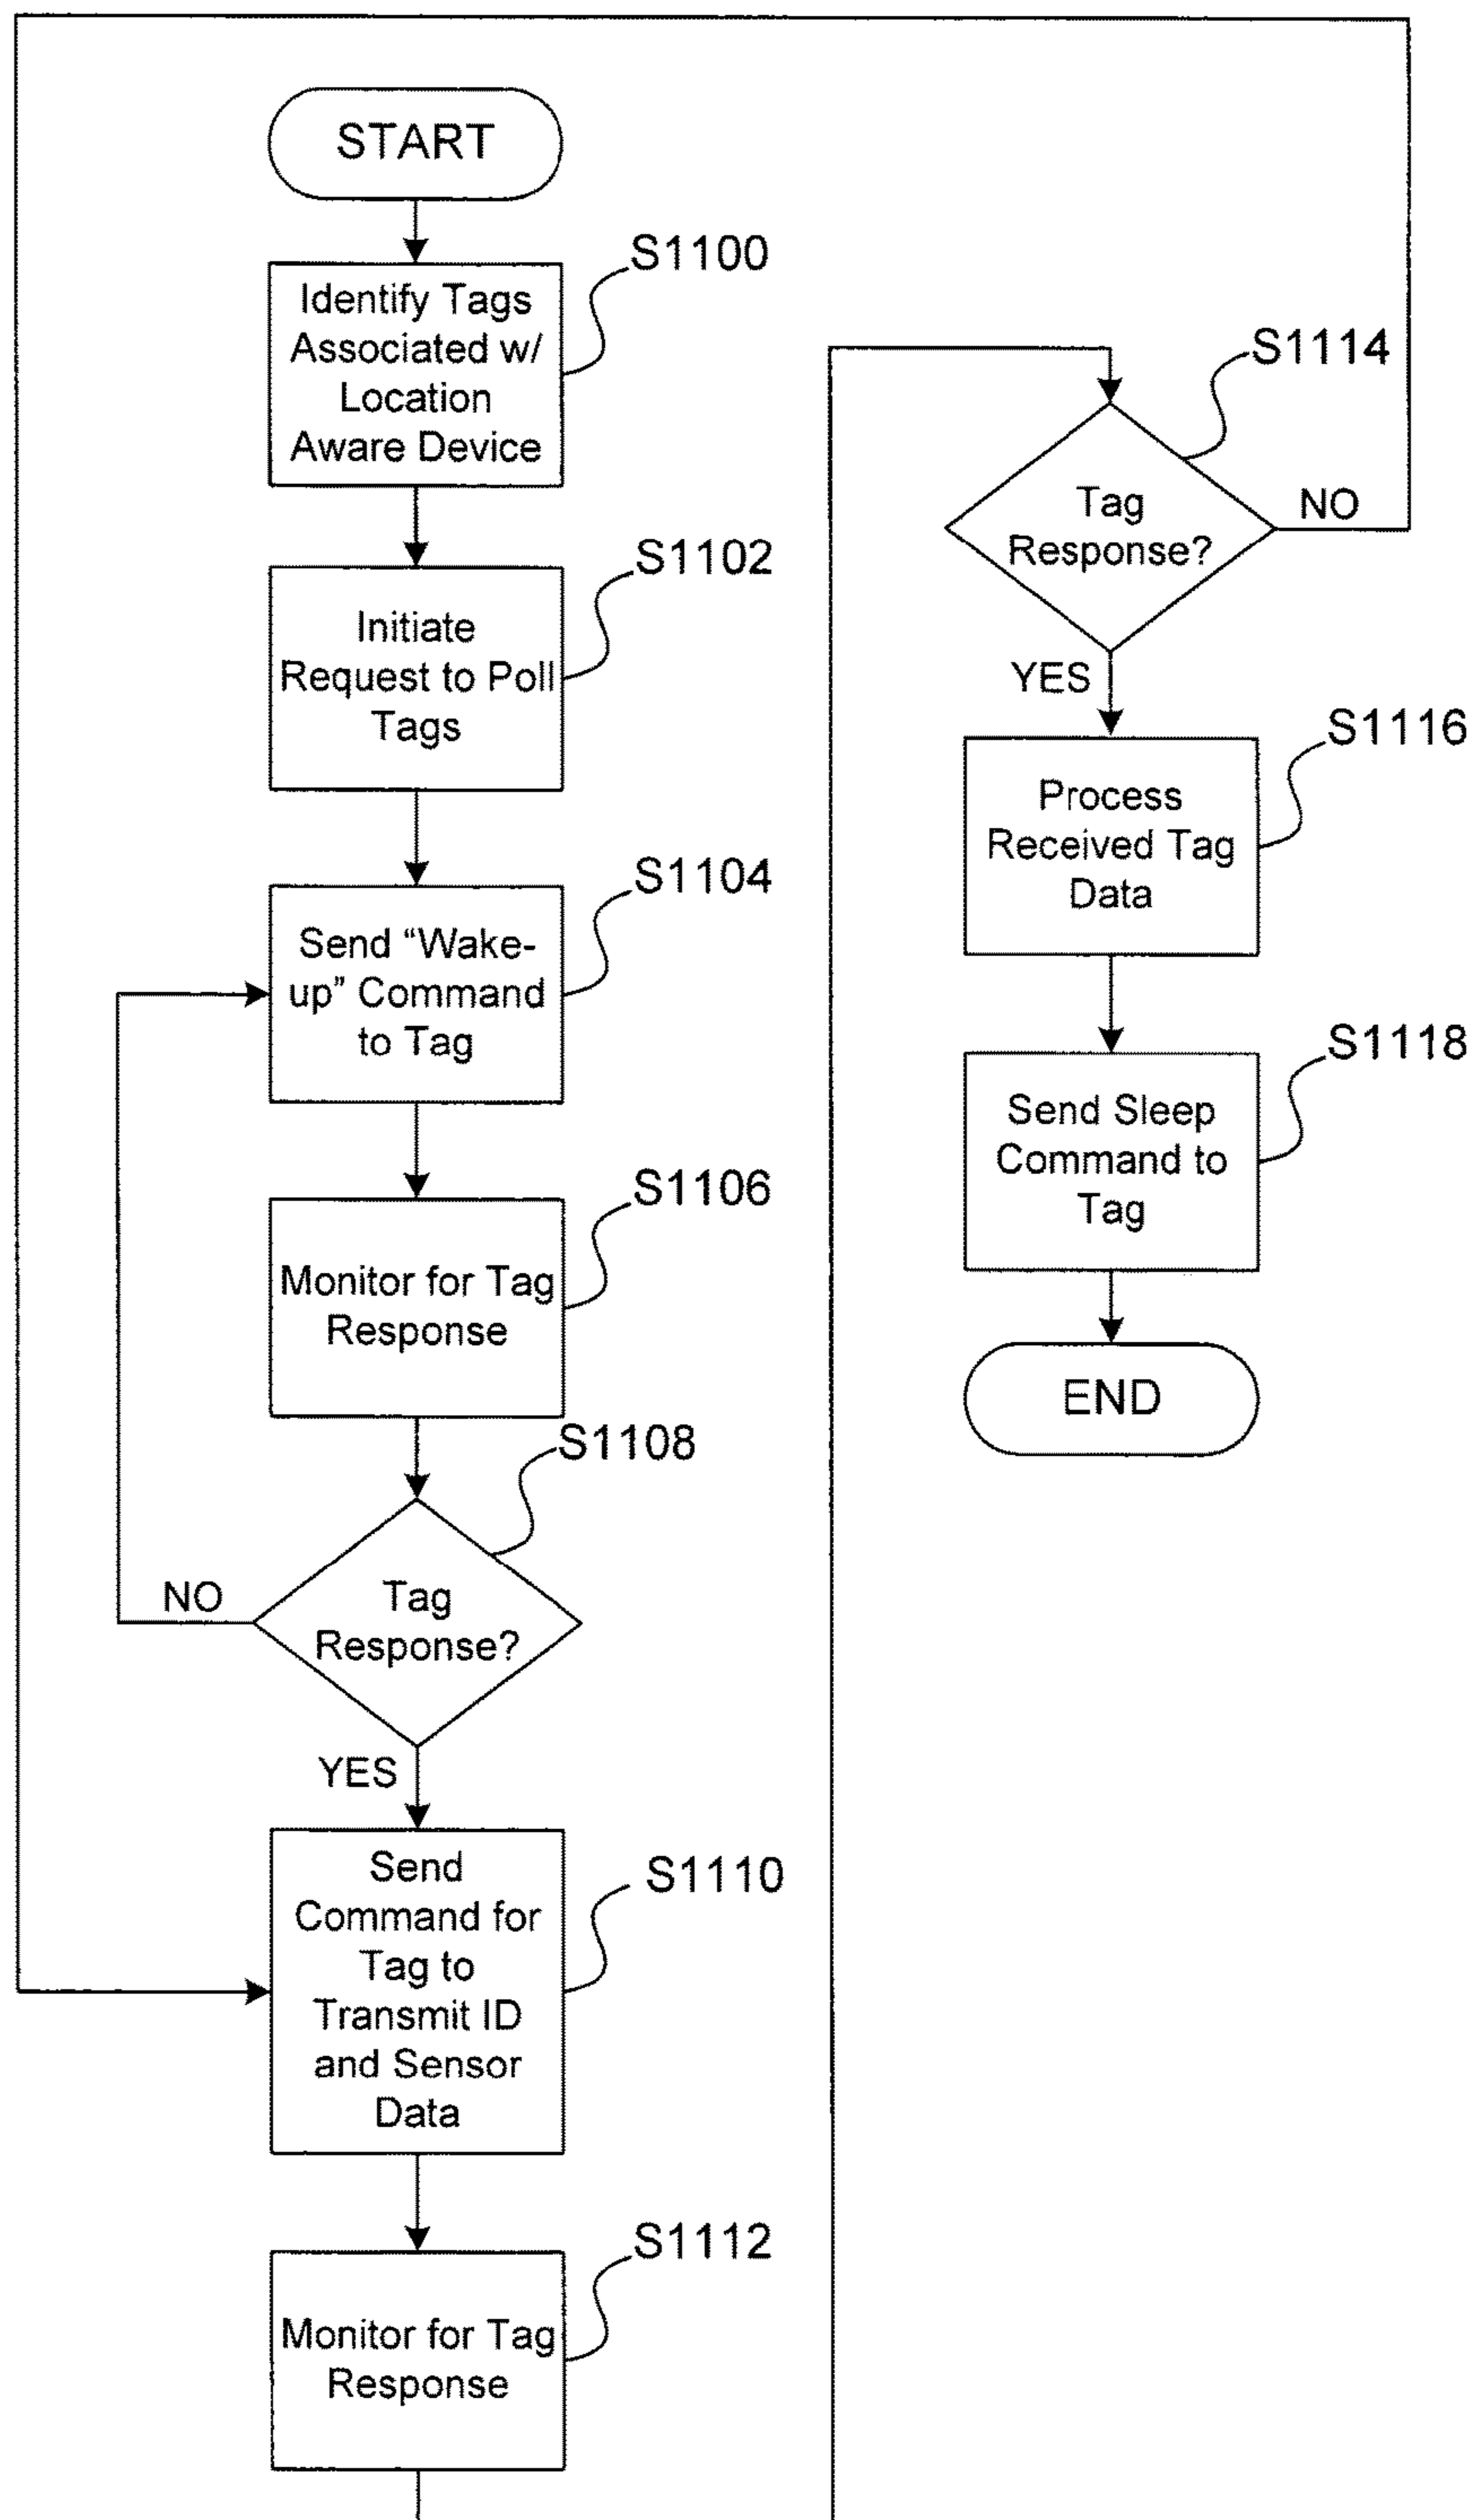 START
S1100
Identify Tags
Associated w/
Location
Aware Device
S1102
Initiate
Request to Poll
Tags
S1104
Send “Wake-
up” Command
to Tag
S1106
Monitor for Tag
Response
S1108
Tag
Response?
NO
YES
S1110
Send
Command for
Tag to
Transmit ID
and Sensor
Data
S1112
Monitor for Tag
Response
S1114
Tag
Response?
NO
YES
S1116
Process
Received Tag
Data
S1118
Send Sleep
Command to
Tag
END